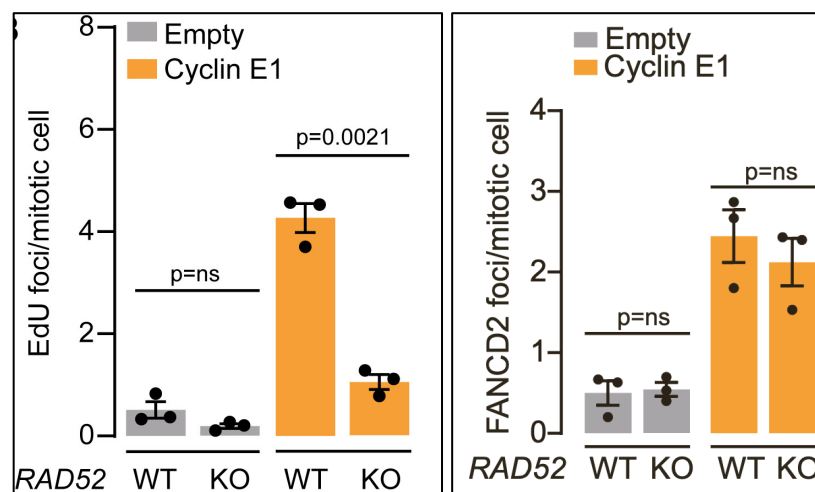 8
Empty
Cyclin E1
6
p=0.0021
4
p=ns
2
0
EdU foci/mitotic cell
RAD52 WT KO WT KO
Empty
Cyclin E1
4
p=ns
3
2
p=ns
1
0
FANCD2 foci/mitotic cell
RAD52 WT KO WT KO